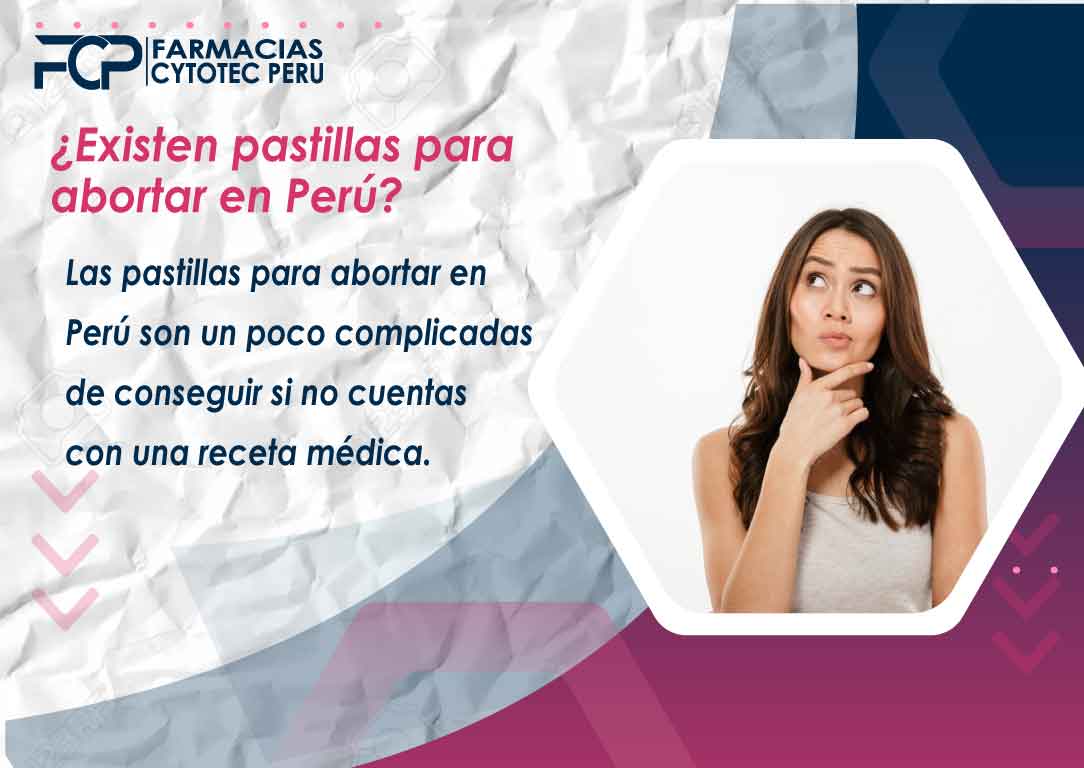 FCP
FARMACIAS
CYTOTEC PERU
¿Existen pastillas para
abortar en Perú?
Las pastillas para abortar en
Perú son un poco complicadas
de conseguir si no cuentas
con una receta médica.